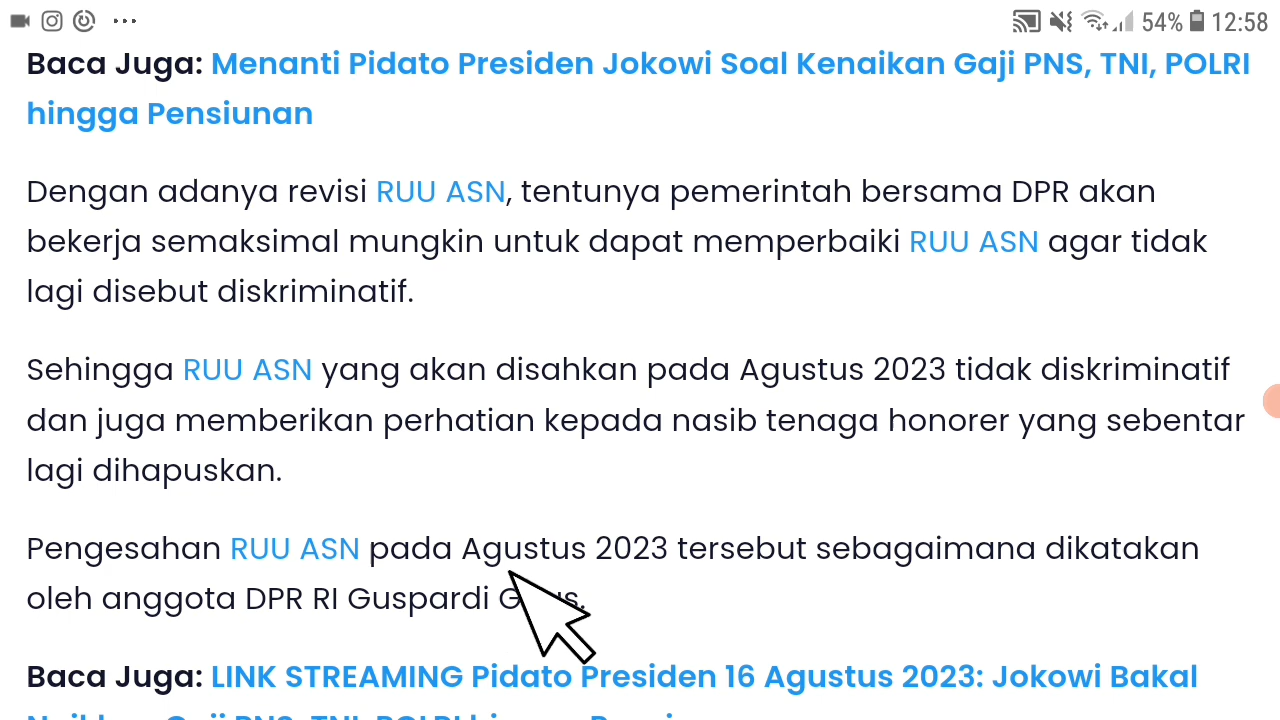 54% 12:58
Baca Juga: Menanti Pidato Presiden Jokowi Soal Kenaikan Gaji PNS, TNI, POLRI
hingga Pensiunan
Dengan adanya revisi RUU ASN, tentunya pemerintah bersama DPR akan
bekerja semaksimal mungkin untuk dapat memperbaiki RUU ASN agar tidak
lagi disebut diskriminatif.
Sehingga RUU ASN yang akan disahkan pada Agustus 2023 tidak diskriminatif
dan juga memberikan perhatian kepada nasib tenaga honorer yang sebentar
lagi dihapuskan.
Pengesahan RUU ASN pada Agustus 2023 tersebut sebagaimana dikatakan
oleh anggota DPR RI Guspardi
Baca Juga: LINK STREAMING Pidato Presiden 16 Agustus 2023: Jokowi Bakal